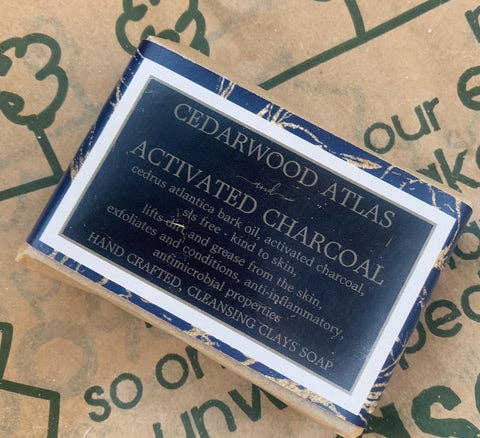 CEDARWOOD ATLAS
and
ACTIVATED CHARCOAL
cedrus atlantica bark oil, activated charcoal,
sls free - kind to skin,
lifts dirt and grease from the skin,
exfoliates and conditions, anti-inflammatory,
antimicrobial properties
HAND CRAFTED, CLEANSING CLAYS SOAP
our
so